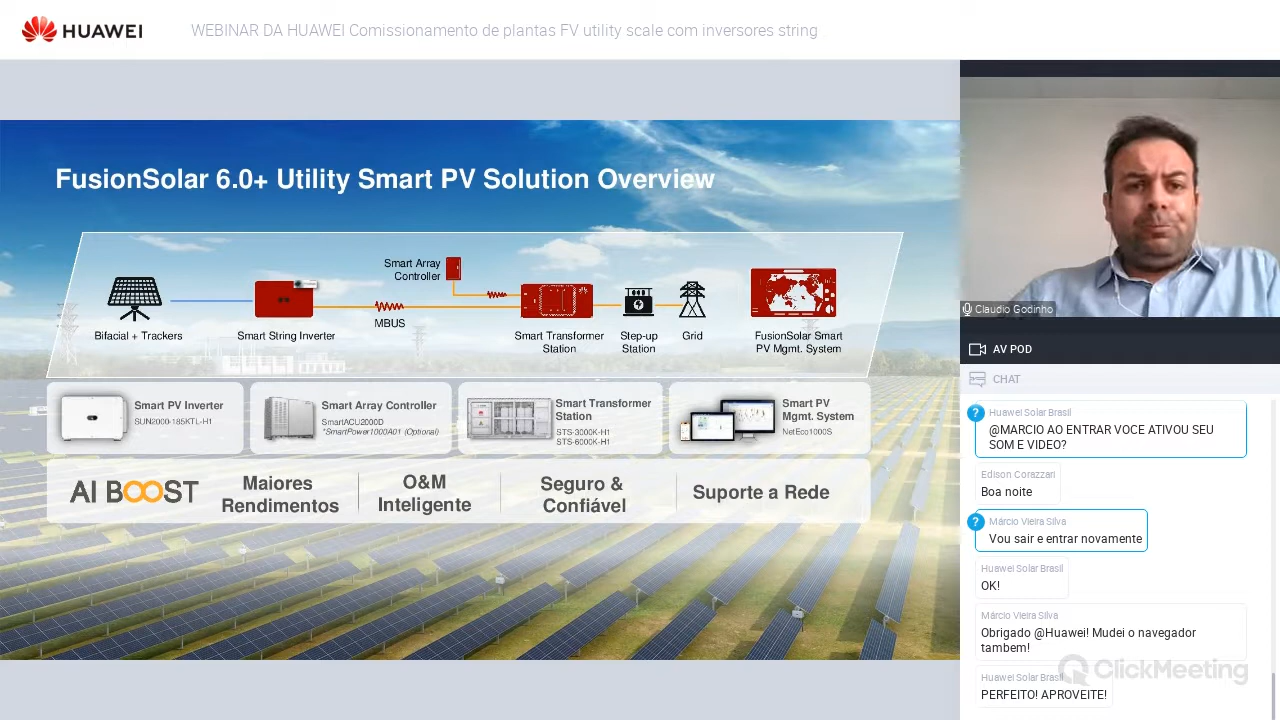 HUAWEI
WEBINAR DA HUAWEI Comissionamento de plantas FV utility scale com inversores string
FusionSolar 6.0+ Utility Smart PV Solution Overview
Smart Array
Controller
MBUS
Bifacial + Trackers
Smart String Inverter
Smart Transformer
Station
Step-up
Station
Grid
FusionSolar Smart
PV Mgmt. System
Smart PV Inverter
SUN2000-185KTL-H1
Smart Array Controller
SmartACU2000D
*SmartPower1000A01 (Optional)
Smart Transformer
Station
STS-3000K-H1
STS-6000K-H1
Smart PV
Mgmt. System
NetEco1000S
AI BOOST
Maiores
Rendimentos
O&M
Inteligente
Seguro &
Confiável
Suporte a Rede
Claudio Godinho
AV POD
CHAT
Huawei Solar Brasil
@MARCIO AO ENTRAR VOCE ATIVOU SEU
SOM E VIDEO?
Edison Corazzari
Boa noite
Márcio Vieira Silva
Vou sair e entrar novamente
Huawei Solar Brasil
OK!
Márcio Vieira Silva
Obrigado @Huawei! Mudei o navegador
tambem!
Huawei Solar Brasil
PERFEITO! APROVEITE!
ClickMeeting